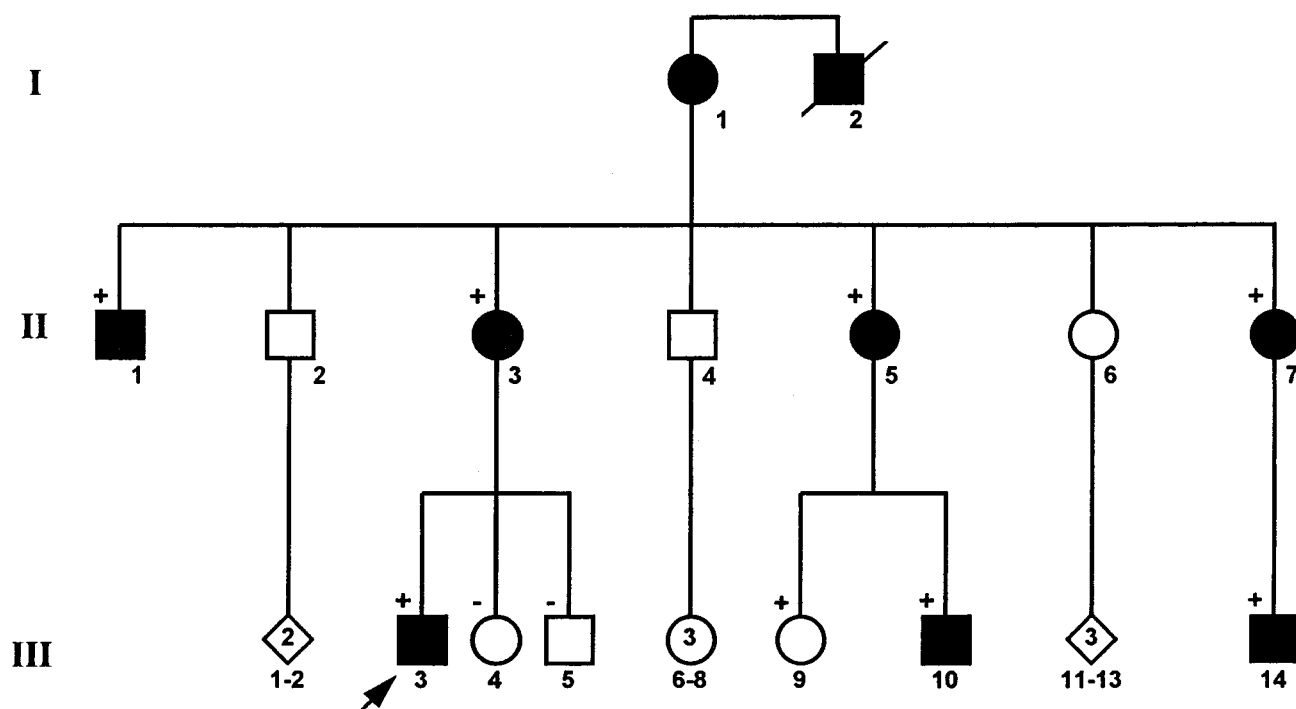 I
1 2
+ + + +
II
1 2 3 4 5 6 7
+ - - + + +
2 3 3
III
1-2 3 4 5 6-8 9 10 11-13 14